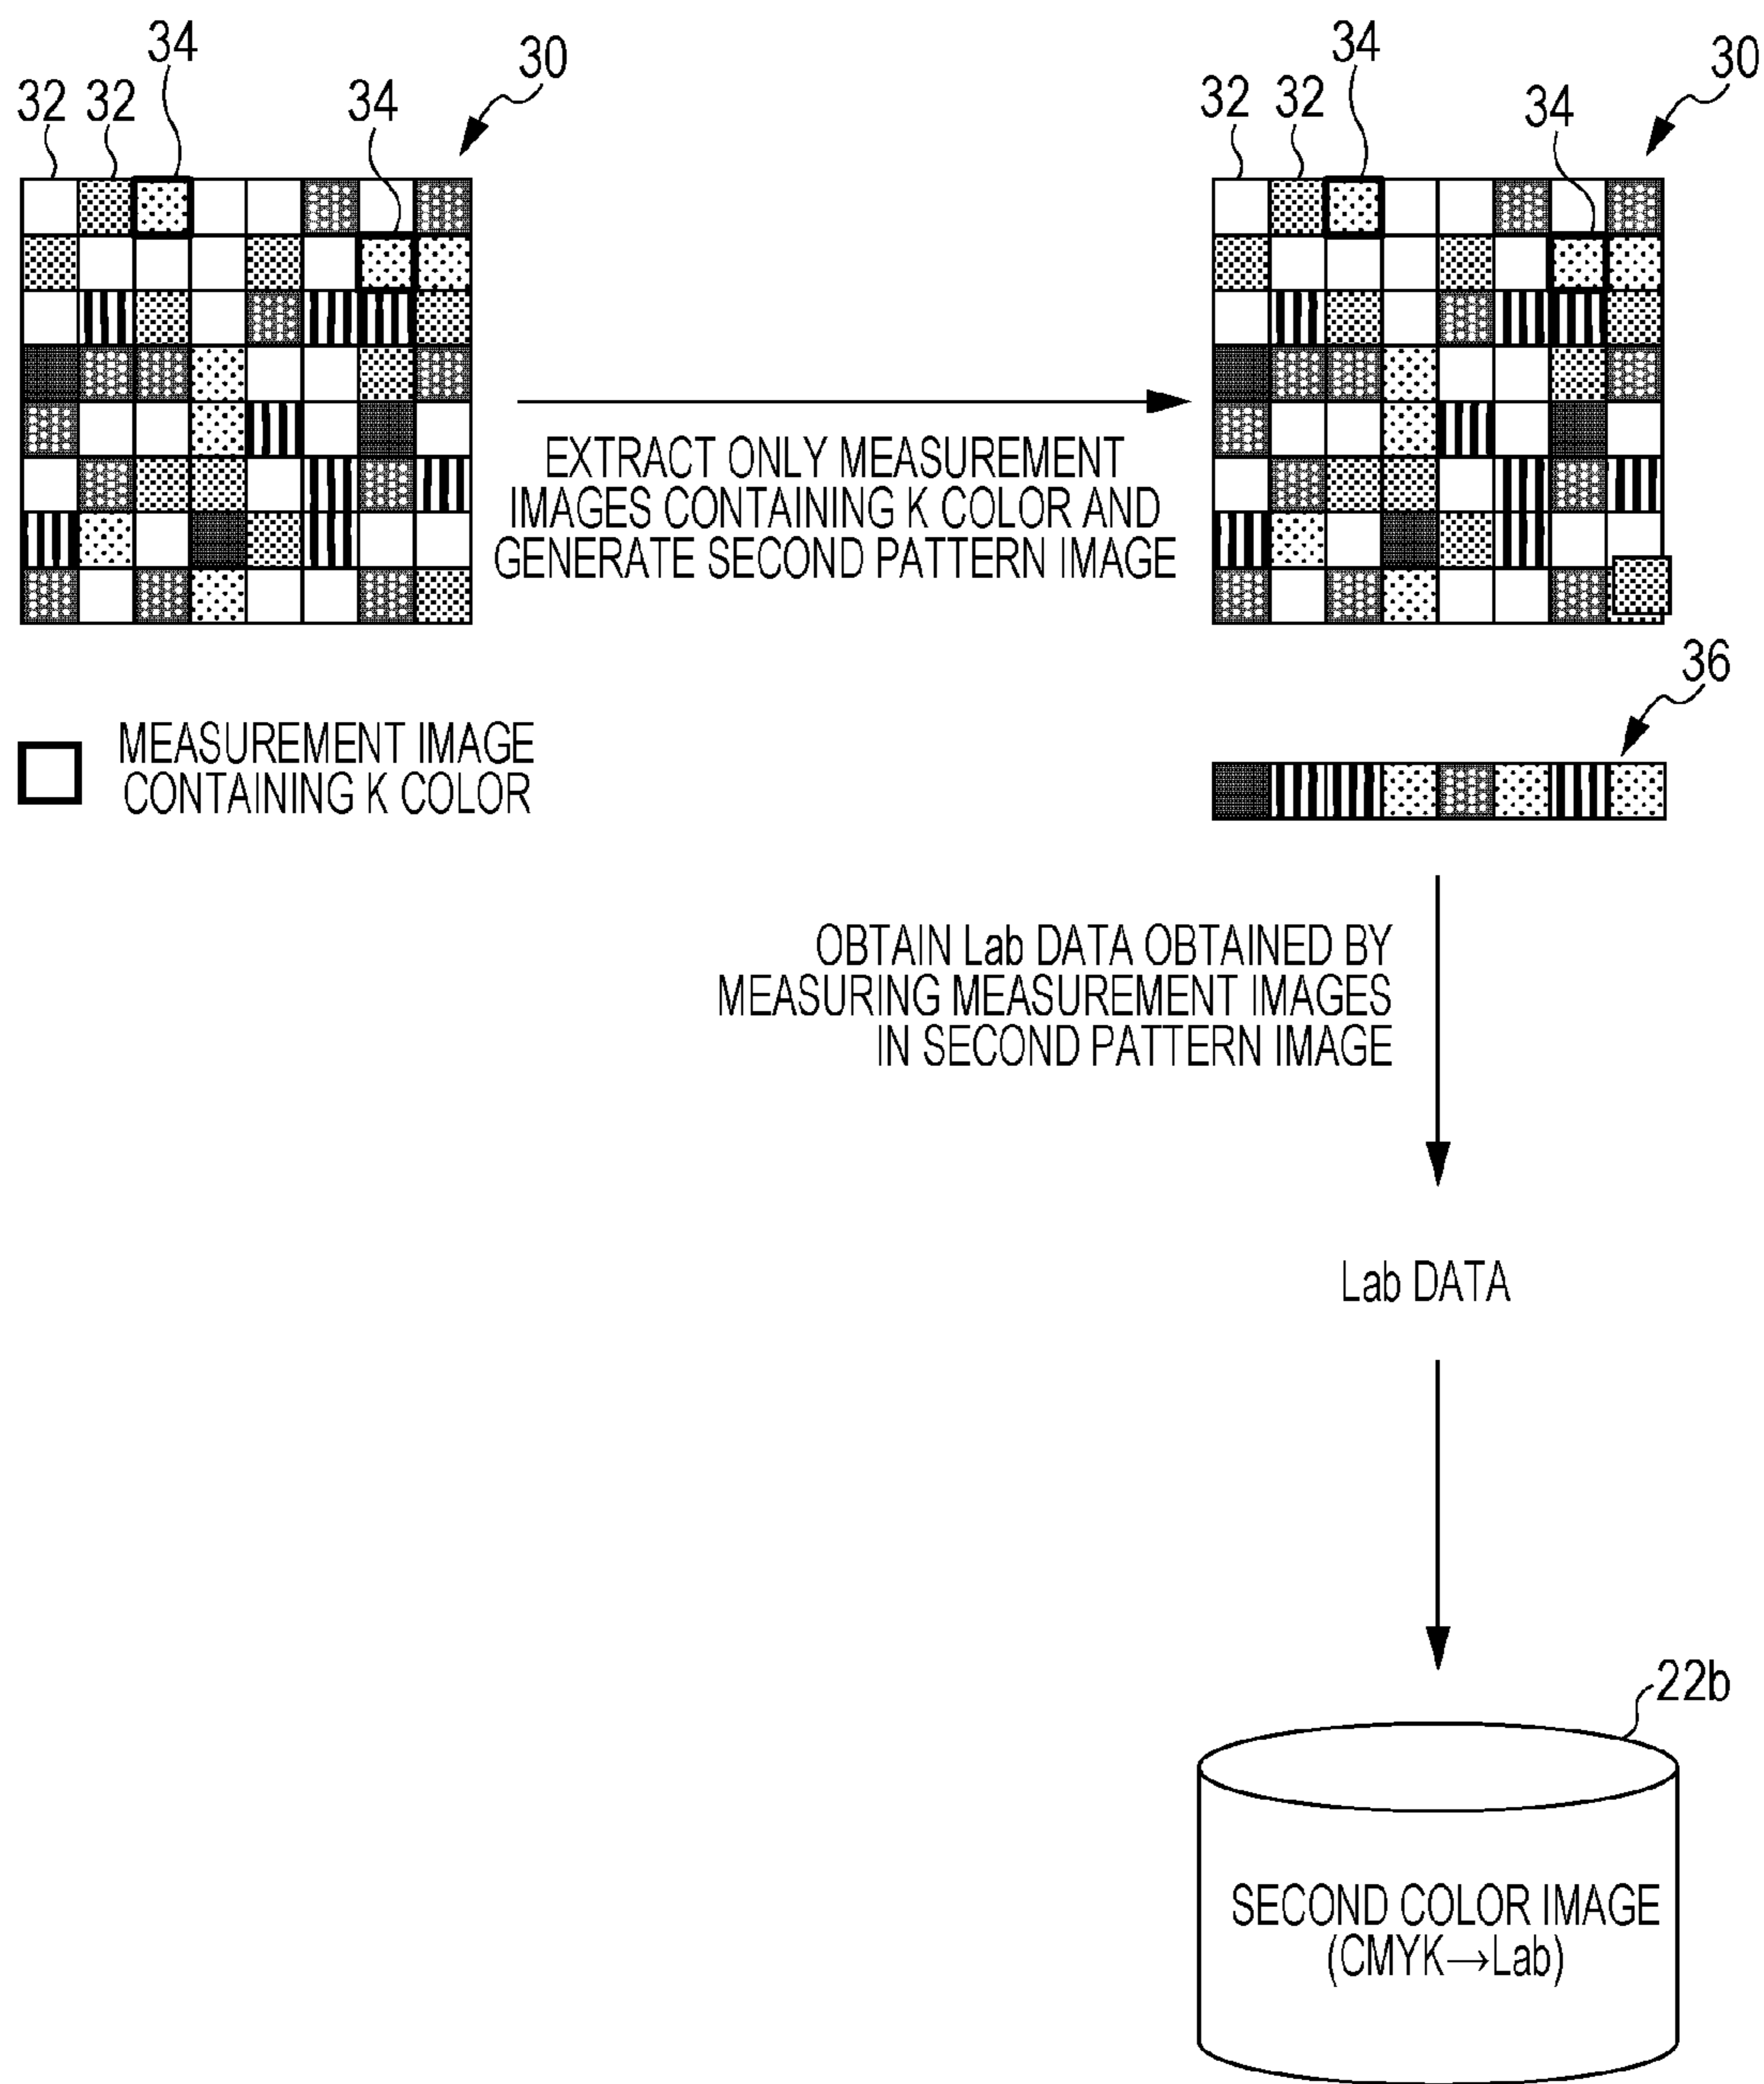 34
30
32 32
34
34
30
32 32
34
EXTRACT ONLY MEASUREMENT
IMAGES CONTAINING K COLOR AND
GENERATE SECOND PATTERN IMAGE
36
MEASUREMENT IMAGE
CONTAINING K COLOR
OBTAIN Lab DATA OBTAINED BY
MEASURING MEASUREMENT IMAGES
IN SECOND PATTERN IMAGE
Lab DATA
22b
SECOND COLOR IMAGE
(CMYK→Lab)